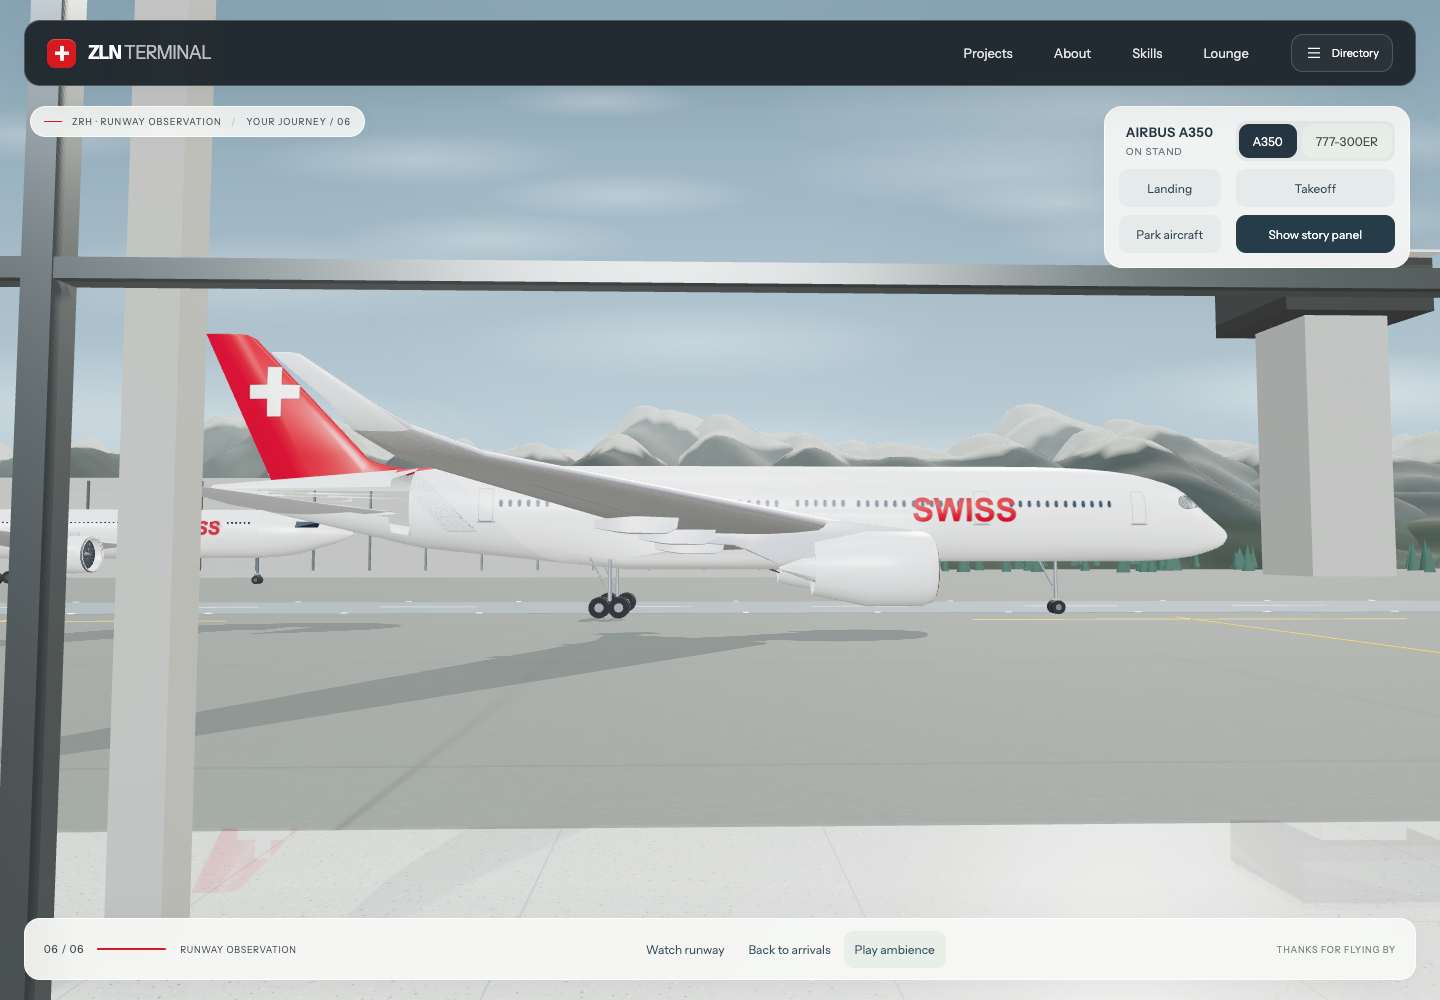 ZLN TERMINAL
Projects
About
Skills
Lounge
Directory
ZRH · RUNWAY OBSERVATION / YOUR JOURNEY / 06
AIRBUS A350
ON STAND
A350
777-300ER
Landing
Takeoff
Park aircraft
Show story panel
SWISS
SS
06 / 06
RUNWAY OBSERVATION
Watch runway
Back to arrivals
Play ambience
THANKS FOR FLYING BY